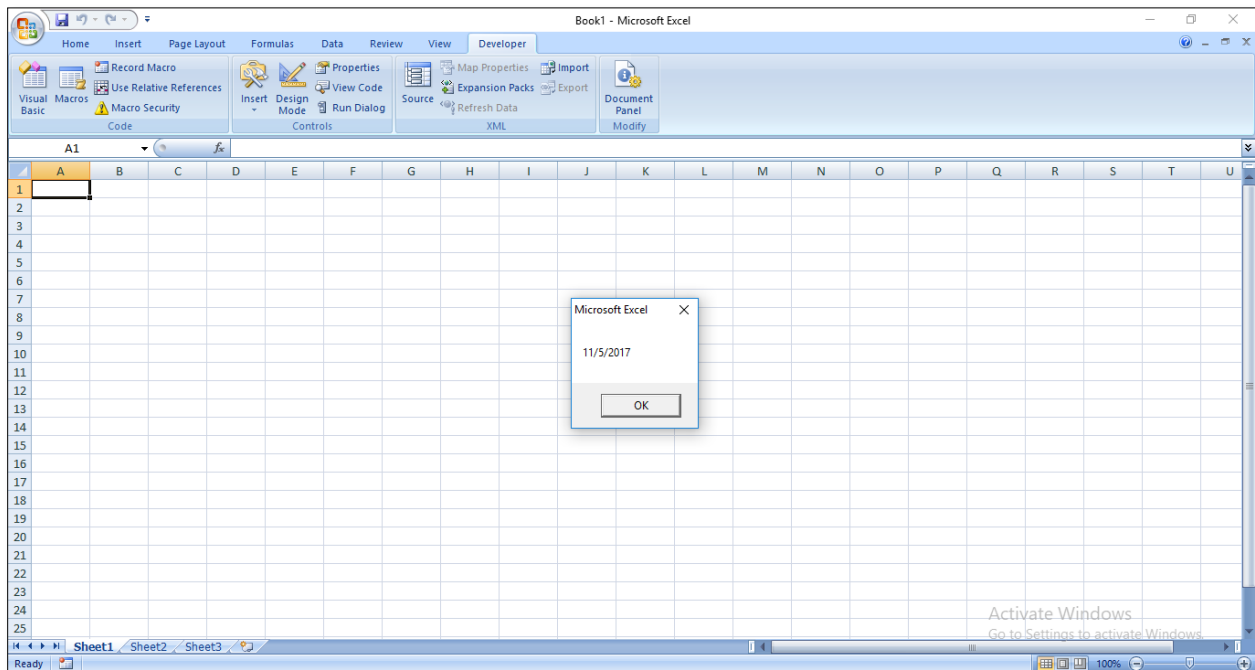 Book1 - Microsoft Excel
Home Insert Page Layout Formulas Data Review View Developer
Visual Basic
Macros
Record Macro
Use Relative References
Macro Security
Code
Insert
Design Mode
Properties
View Code
Run Dialog
Controls
Source
Map Properties
Expansion Packs
Refresh Data
Import
Export
XML
Document Panel
Modify
A1 fx
A B C D E F G H I J K L M N O P Q R S T U
1
2
3
4
5
6
7
8
9
10
11
12
13
14
15
16
17
18
19
20
21
22
23
24
25
Microsoft Excel
11/5/2017
OK
Activate Windows
Go to Settings to activate Windows.
Sheet1 Sheet2 Sheet3
Ready 100%